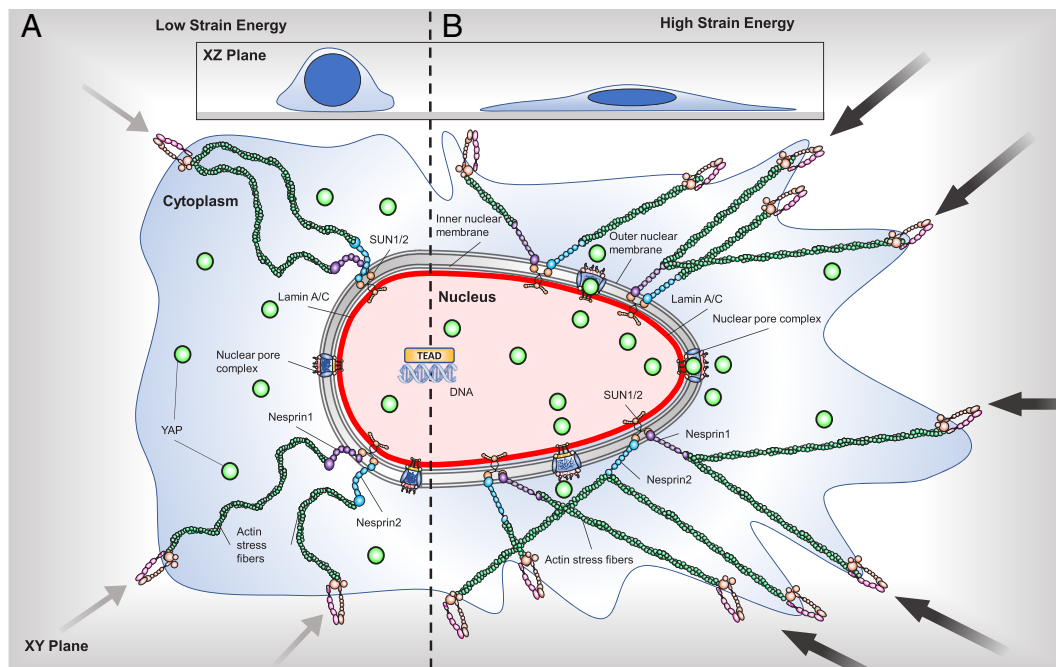 A
B
Low Strain Energy
High Strain Energy
XZ Plane
Cytoplasm
SUN1/2
Inner nuclear
membrane
Outer nuclear
membrane
Lamin A/C
Nucleus
Lamin A/C
Nuclear pore complex
Nuclear pore
complex
TEAD
DNA
SUN1/2
YAP
Nesprin1
Nesprin1
Nesprin2
Nesprin2
Actin
stress
fibers
Actin stress fibers
XY Plane